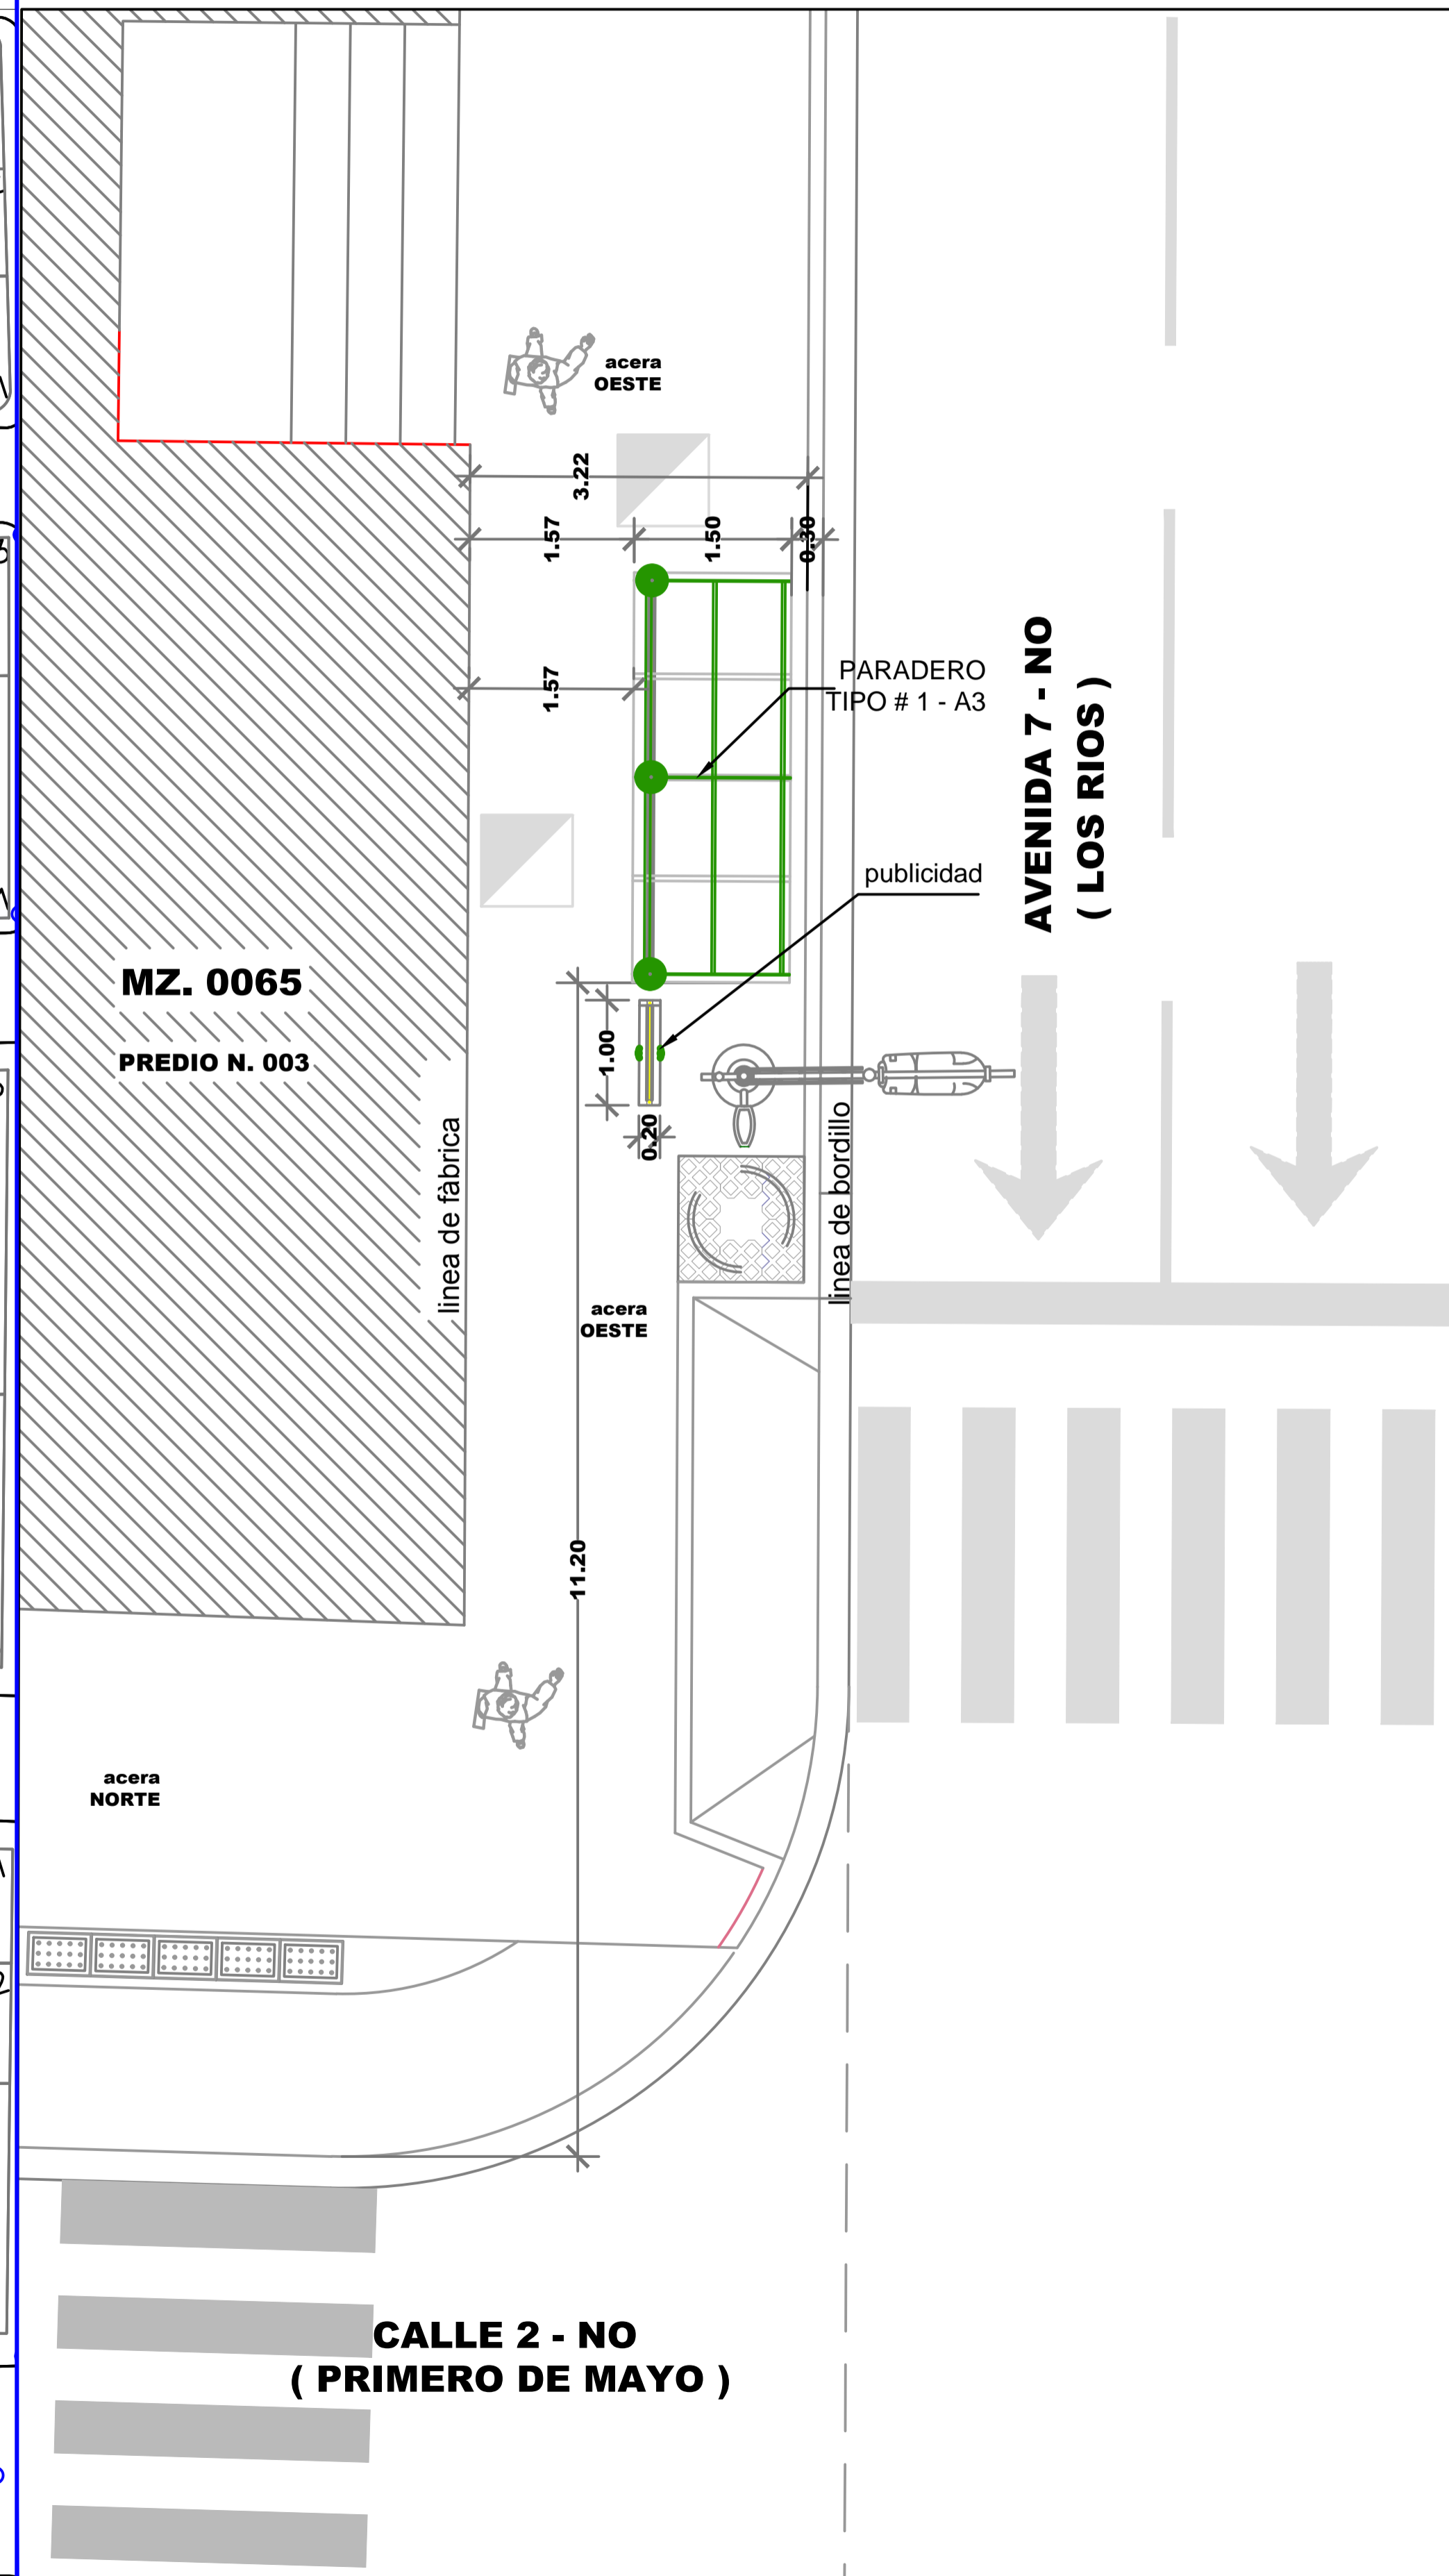 acera
OESTE
3.22
1.57
1.50
0.30
1.57
PARADERO
TIPO # 1 - A3
AVENIDA 7 - NO
( LOS RIOS )
publicidad
MZ. 0065
PREDIO N. 003
1.00
0.20
linea de fàbrica
linea de bordillo
acera
OESTE
11.20
acera
NORTE
CALLE 2 - NO
( PRIMERO DE MAYO )